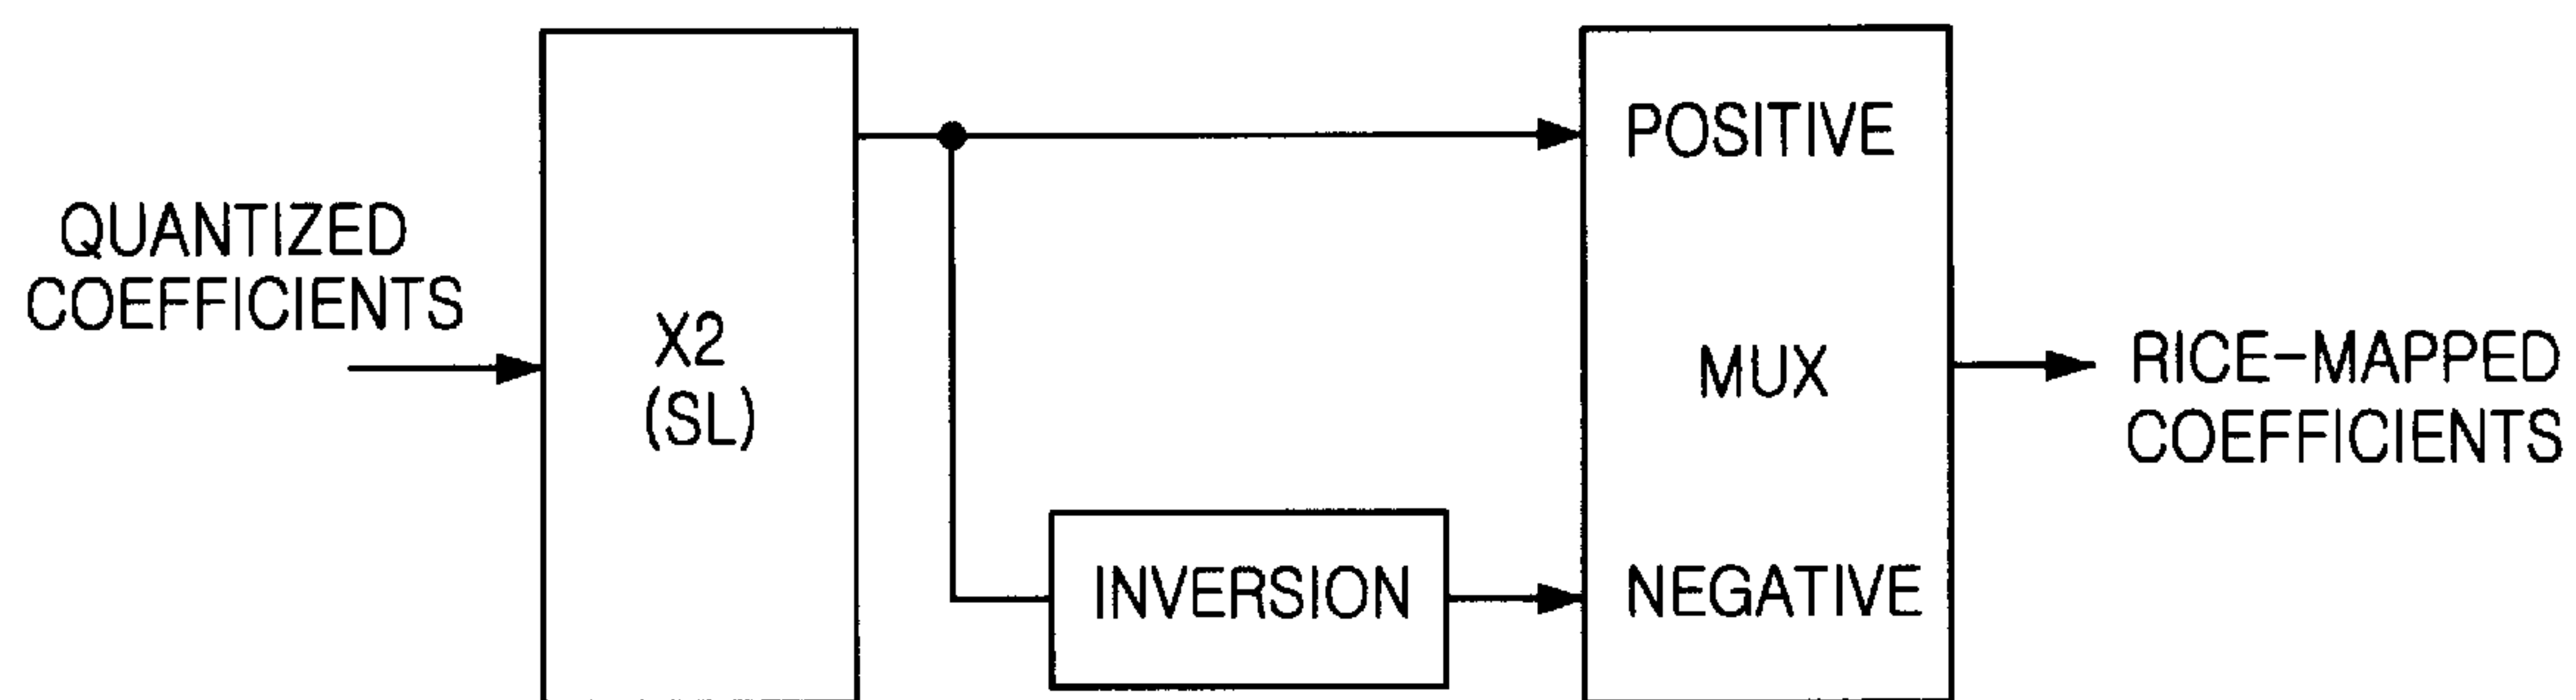 QUANTIZED
COEFFICIENTS
X2
(SL)
INVERSION
POSITIVE
MUX
NEGATIVE
RICE-MAPPED
COEFFICIENTS